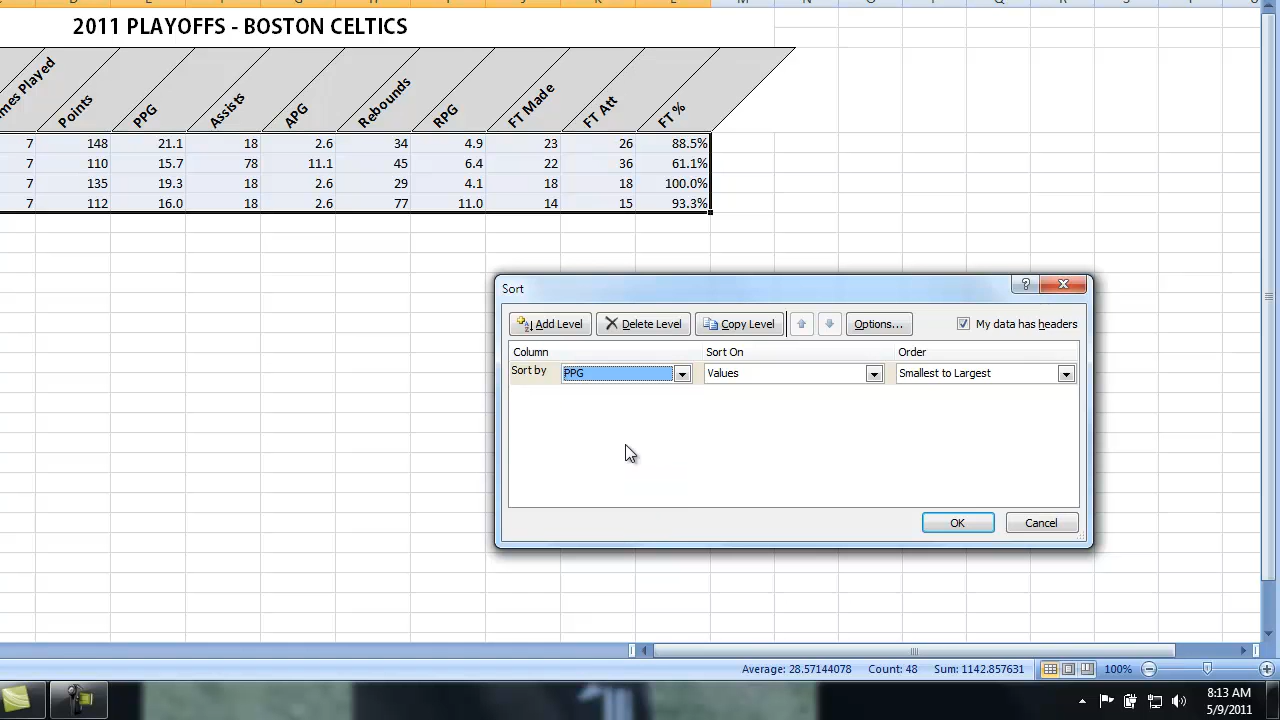 2011 PLAYOFFS - BOSTON CELTICS
mes Played Points PPG Assists APG Rebounds RPG FT Made FT Att FT %
7 148 21.1 18 2.6 34 4.9 23 26 88.5%
7 110 15.7 78 11.1 45 6.4 22 36 61.1%
7 135 19.3 18 2.6 29 4.1 18 18 100.0%
7 112 16.0 18 2.6 77 11.0 14 15 93.3%
Sort
Add Level Delete Level Copy Level Options... My data has headers
Column Sort On Order
Sort by PPG Values Smallest to Largest
OK Cancel
Average: 28.57144078 Count: 48 Sum: 1142.857631 100%
8:13 AM
5/9/2011